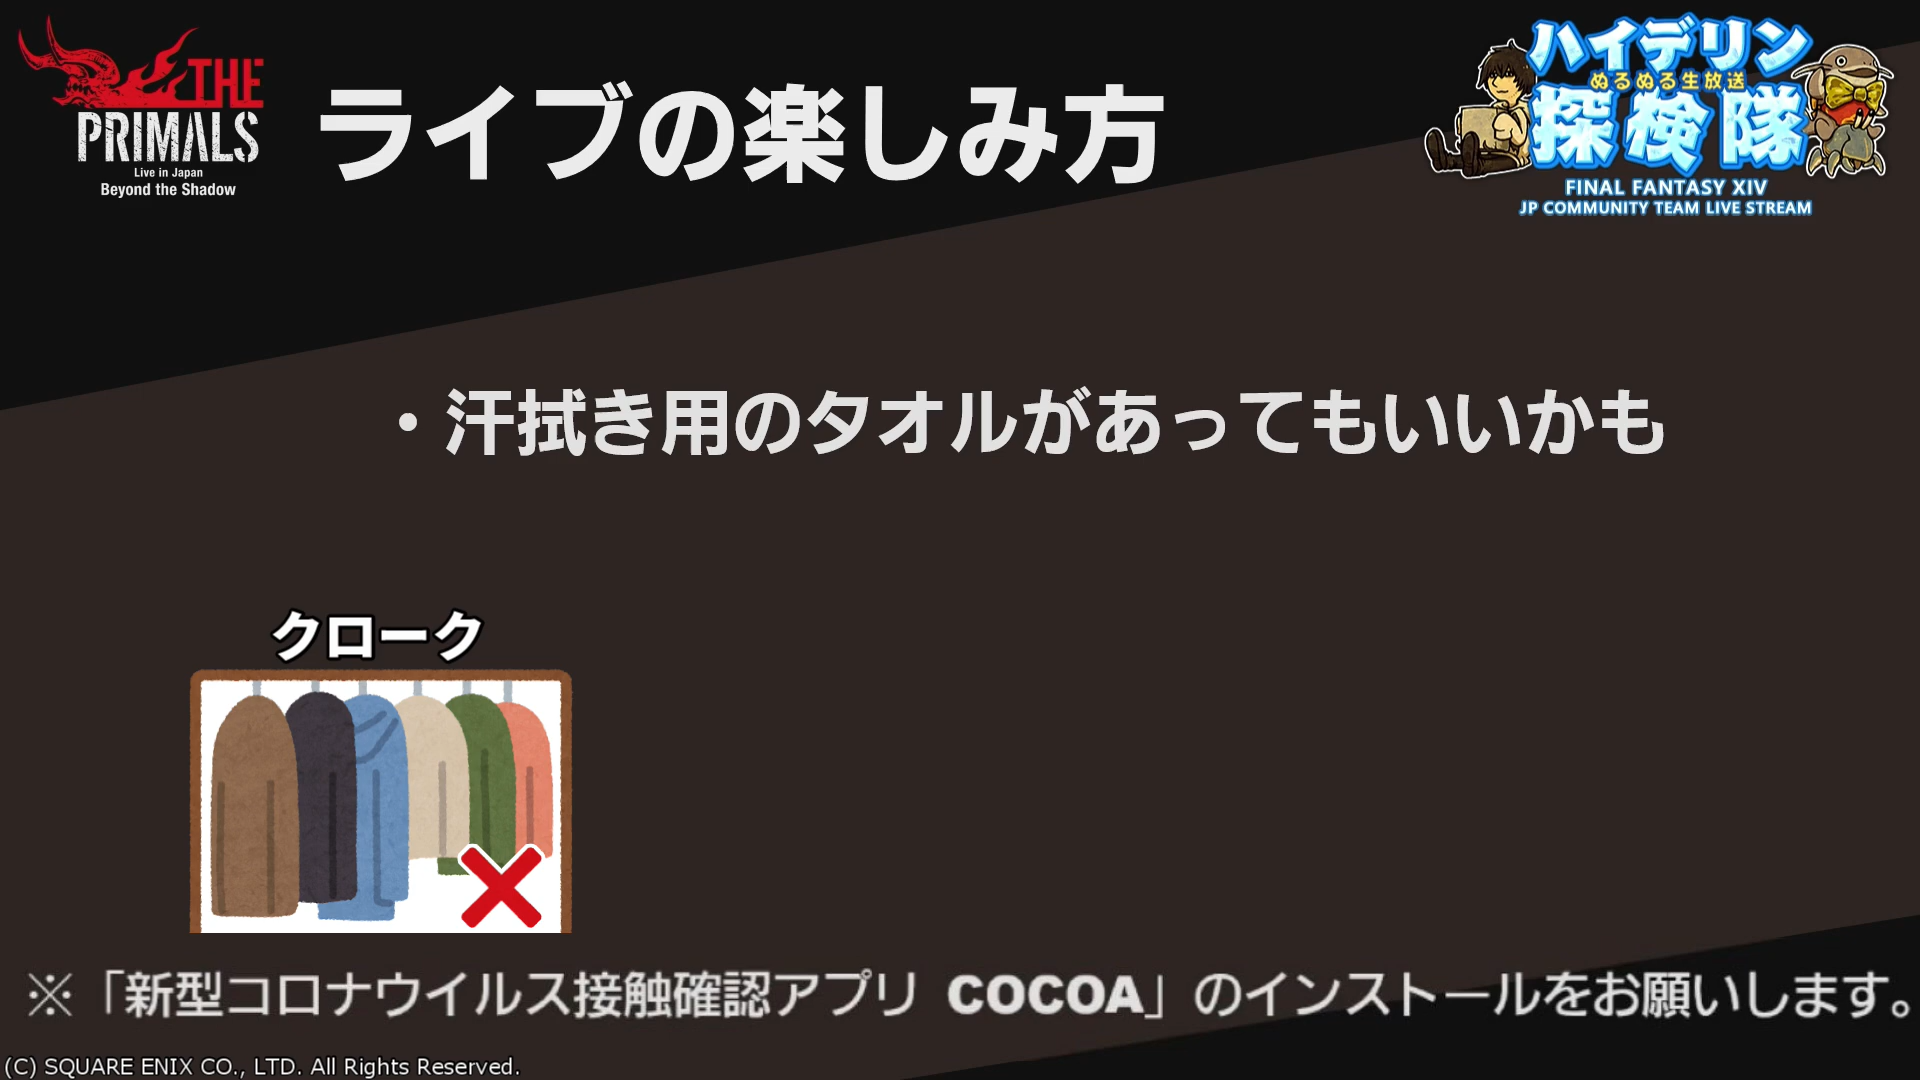 THE
PRIMALS
Live in Japan
Beyond the Shadow
ライブの楽しみ方
ハイデリン
ぬるぬる生放送
探検隊
FINAL FANTASY XIV
JP COMMUNITY TEAM LIVE STREAM
・汗拭き用のタオルがあってもいいかも
クローク
※「新型コロナウイルス接触確認アプリ COCOA」のインストールをお願いします。
(C) SQUARE ENIX CO., LTD. All Rights Reserved.